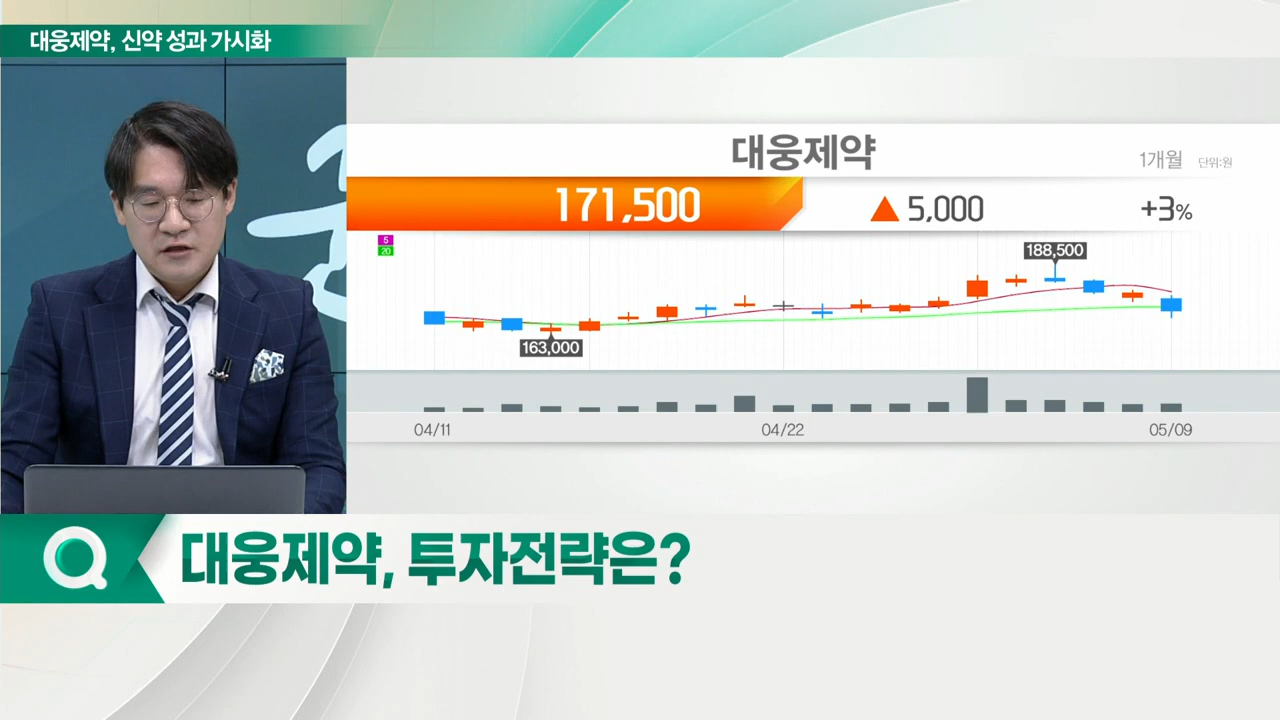 대웅제약, 신약 성과 가시화
대웅제약
1개월 단위:원
171,500 ▲ 5,000 +3%
5
20
188,500
163,000
04/11 04/22 05/09
대웅제약, 투자전략은?